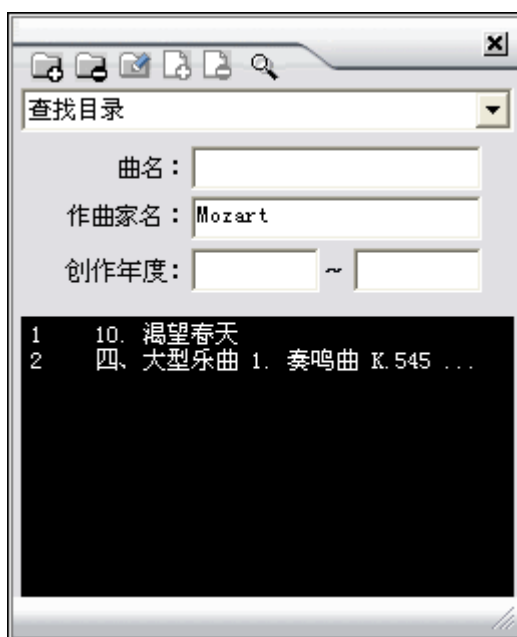 查找目录
曲名：
作曲家名：Mozart
创作年度： ~
1 10. 渴望春天
2 四、大型乐曲 1. 奏鸣曲 K.545 ...